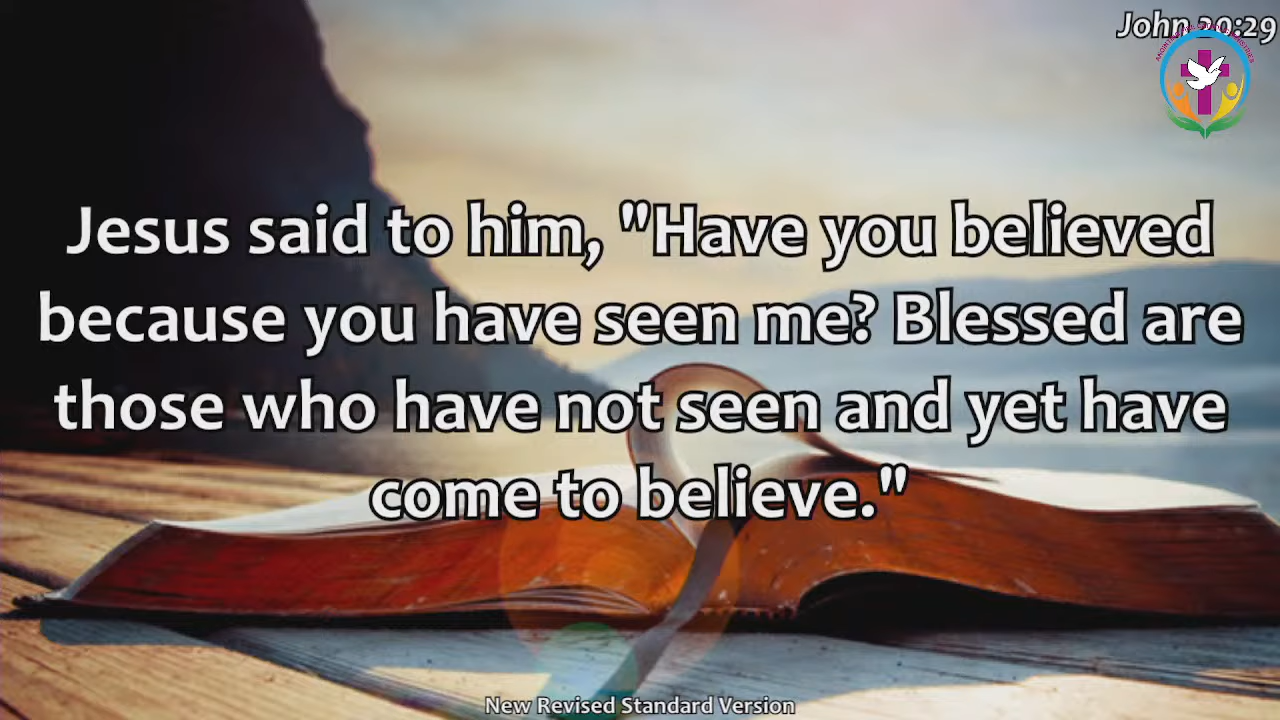 John 20:29
Jesus said to him, "Have you believed
because you have seen me? Blessed are
those who have not seen and yet have
come to believe."
New Revised Standard Version